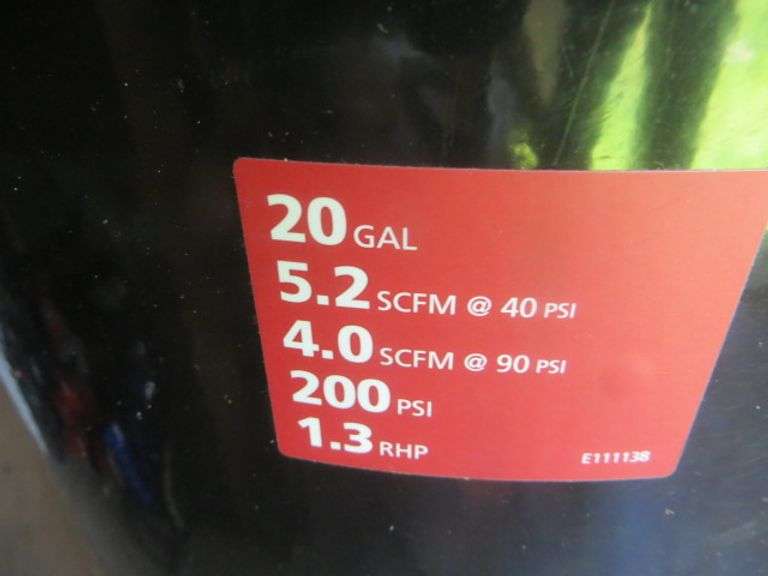 20 GAL
5.2 SCFM @ 40 PSI
4.0 SCFM @ 90 PSI
200 PSI
1.3 RHP
E111138